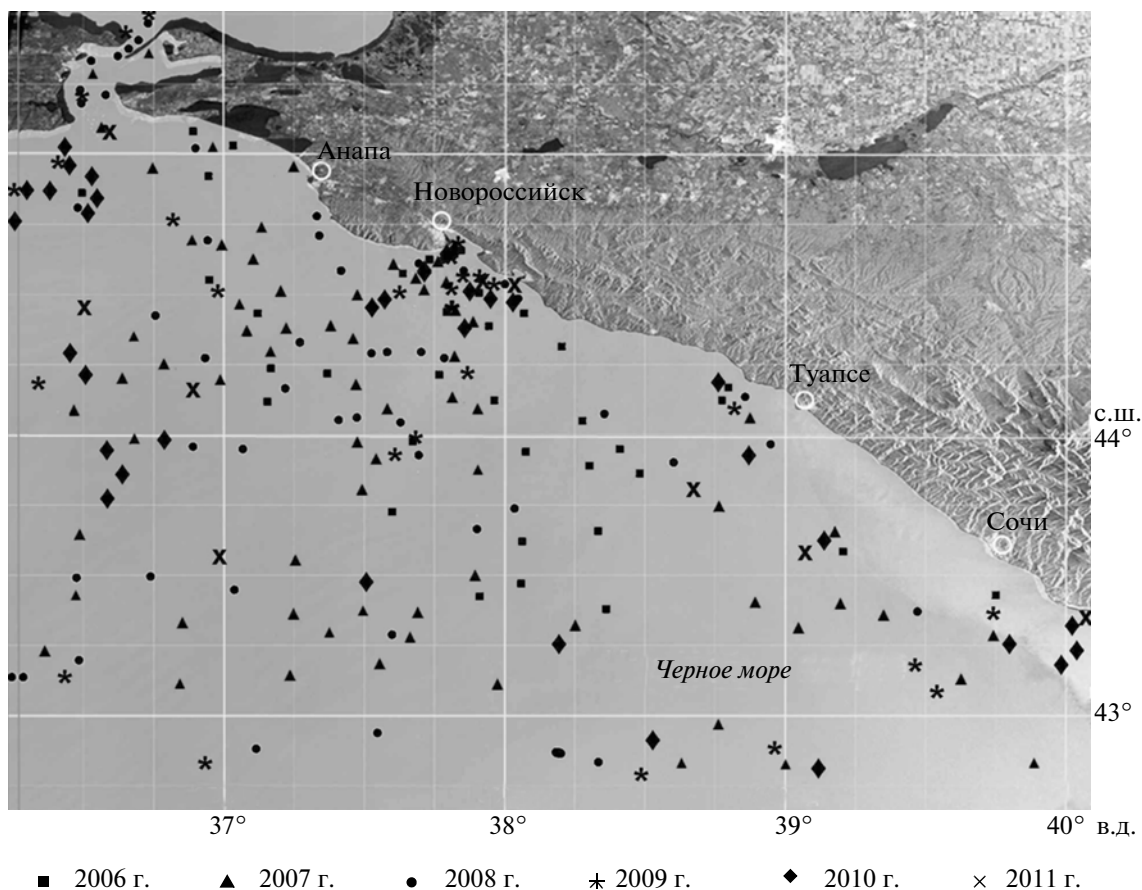 Анапа
Новороссийск
Туапсе
с.ш.
44°
Сочи
Черное море
43°
37° 38° 39° 40° в.д.
2006 г. 2007 г. 2008 г. 2009 г. 2010 г. 2011 г.